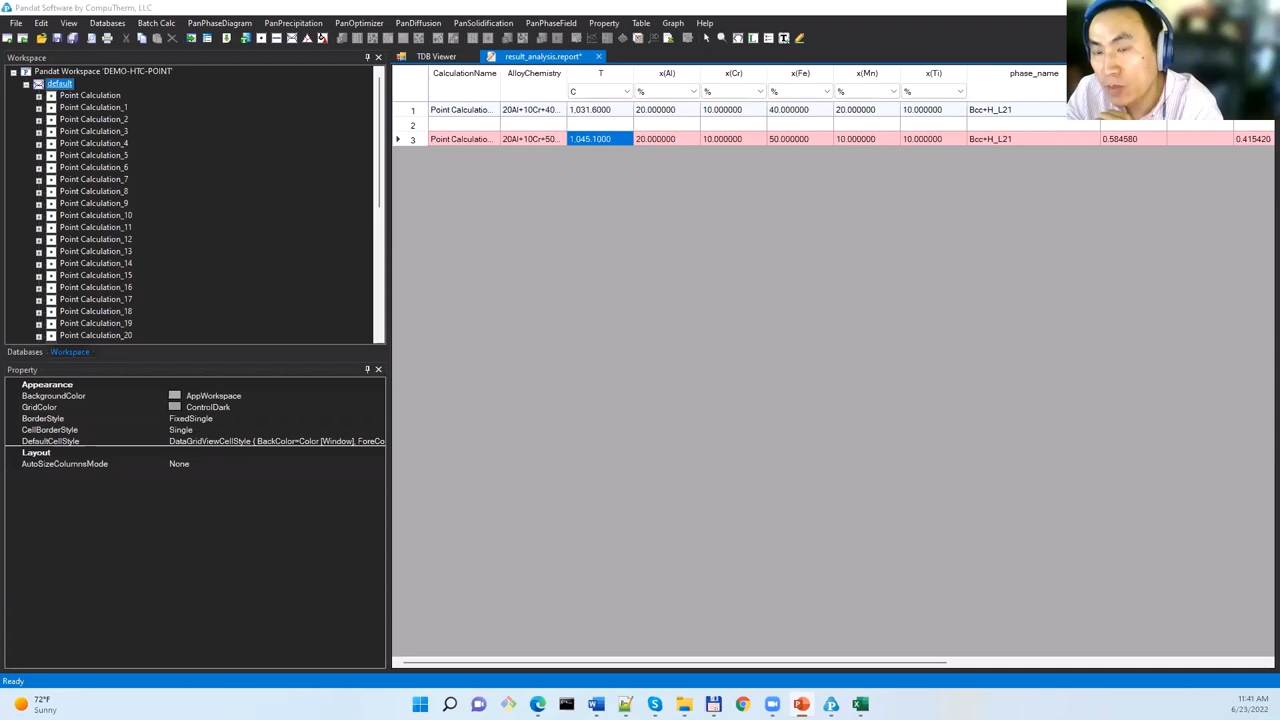 Pandat Software by CompuTherm, LLC
File Edit View Databases Batch Calc PanPhaseDiagram PanPrecipitation PanOptimizer PanDiffusion PanSolidification PanPhaseField Property Table Graph Help
Workspace
Pandat Workspace 'DEMO-HTC-POINT'
default
Point Calculation
Point Calculation_1
Point Calculation_2
Point Calculation_3
Point Calculation_4
Point Calculation_5
Point Calculation_6
Point Calculation_7
Point Calculation_8
Point Calculation_9
Point Calculation_10
Point Calculation_11
Point Calculation_12
Point Calculation_13
Point Calculation_14
Point Calculation_15
Point Calculation_16
Point Calculation_17
Point Calculation_18
Point Calculation_19
Point Calculation_20
Databases Workspace
Property
Appearance
BackgroundColor AppWorkspace
GridColor ControlDark
BorderStyle FixedSingle
CellBorderStyle Single
DefaultCellStyle DataGridViewCellStyle { BackColor=Color [Window], ForeCo
Layout
AutoSizeColumnsMode None
TDB Viewer result_analysis.report*
CalculationName AlloyChemistry T x(Al) x(Cr) x(Fe) x(Mn) x(Ti) phase_name
C % % % % %
1 Point Calculatio... 20Al+10Cr+40... 1,031.6000 20.000000 10.000000 40.000000 20.000000 10.000000 Bcc+H_L21
2
3 Point Calculatio... 20Al+10Cr+50... 1,045.1000 20.000000 10.000000 50.000000 10.000000 10.000000 Bcc+H_L21 0.584580 0.415420
Ready
72°F
Sunny
11:41 AM
6/23/2022